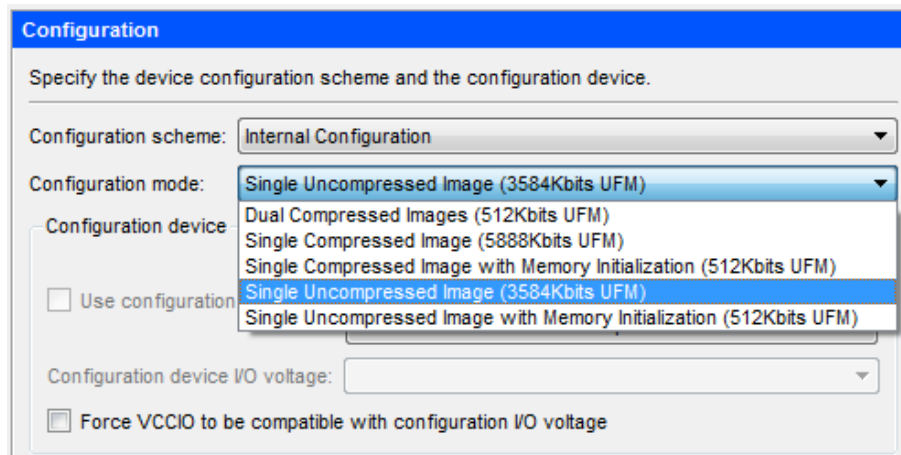 Configuration
Specify the device configuration scheme and the configuration device.
Configuration scheme: Internal Configuration
Configuration mode: Single Uncompressed Image (3584Kbits UFM)
Dual Compressed Images (512Kbits UFM)
Configuration device
Single Compressed Image (5888Kbits UFM)
Single Compressed Image with Memory Initialization (512Kbits UFM)
Use configuration
Single Uncompressed Image (3584Kbits UFM)
Single Uncompressed Image with Memory Initialization (512Kbits UFM)
Configuration device I/O voltage:
Force VCCIO to be compatible with configuration I/O voltage